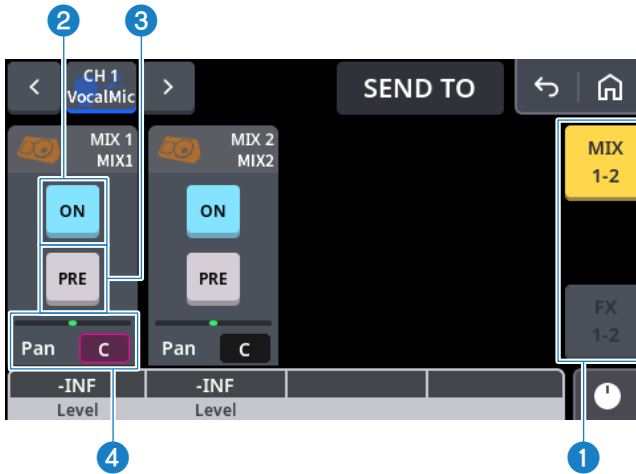 2
3
<
CH 1
VocalMic
>
SEND TO
MIX 1
MIX1
MIX 2
MIX2
MIX
1-2
ON
ON
PRE
PRE
FX
1-2
Pan
C
Pan
C
-INF
-INF
Level
Level
4
1